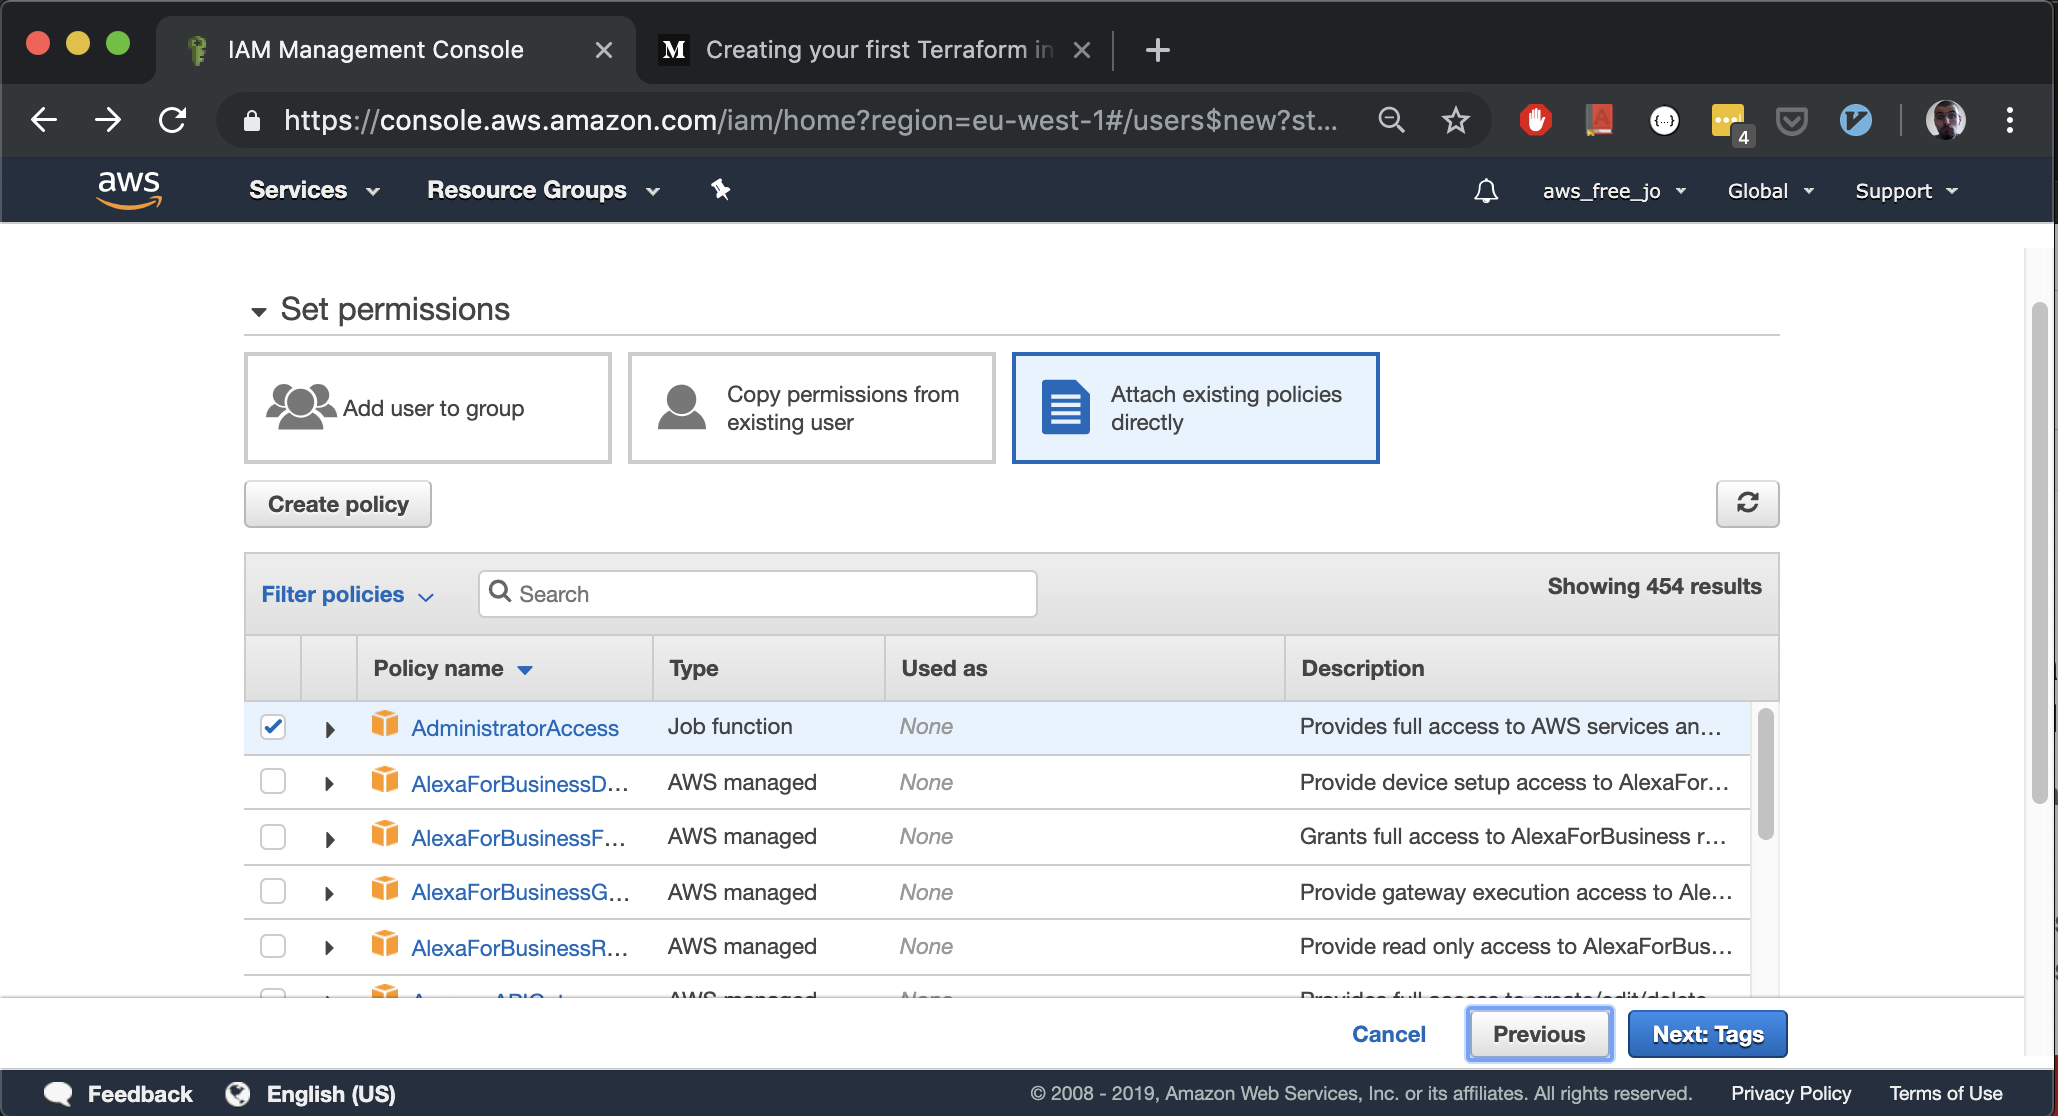 IAM Management Console
M Creating your first Terraform in
https://console.aws.amazon.com/iam/home?region=eu-west-1#/users$new?st...
{...}
4
aws Services Resource Groups aws_free_jo Global Support
Set permissions
Add user to group
Copy permissions from
existing user
Attach existing policies
directly
Create policy
Filter policies Search Showing 454 results
Policy name Type Used as Description
AdministratorAccess Job function None Provides full access to AWS services an...
AlexaForBusinessD... AWS managed None Provide device setup access to AlexaFor...
AlexaForBusinessF... AWS managed None Grants full access to AlexaForBusiness r...
AlexaForBusinessG... AWS managed None Provide gateway execution access to Ale...
AlexaForBusinessR... AWS managed None Provide read only access to AlexaForBus...
AWS managed None Provides full access to create/edit/delete
Cancel Previous Next: Tags
Feedback English (US) © 2008 - 2019, Amazon Web Services, Inc. or its affiliates. All rights reserved. Privacy Policy Terms of Use